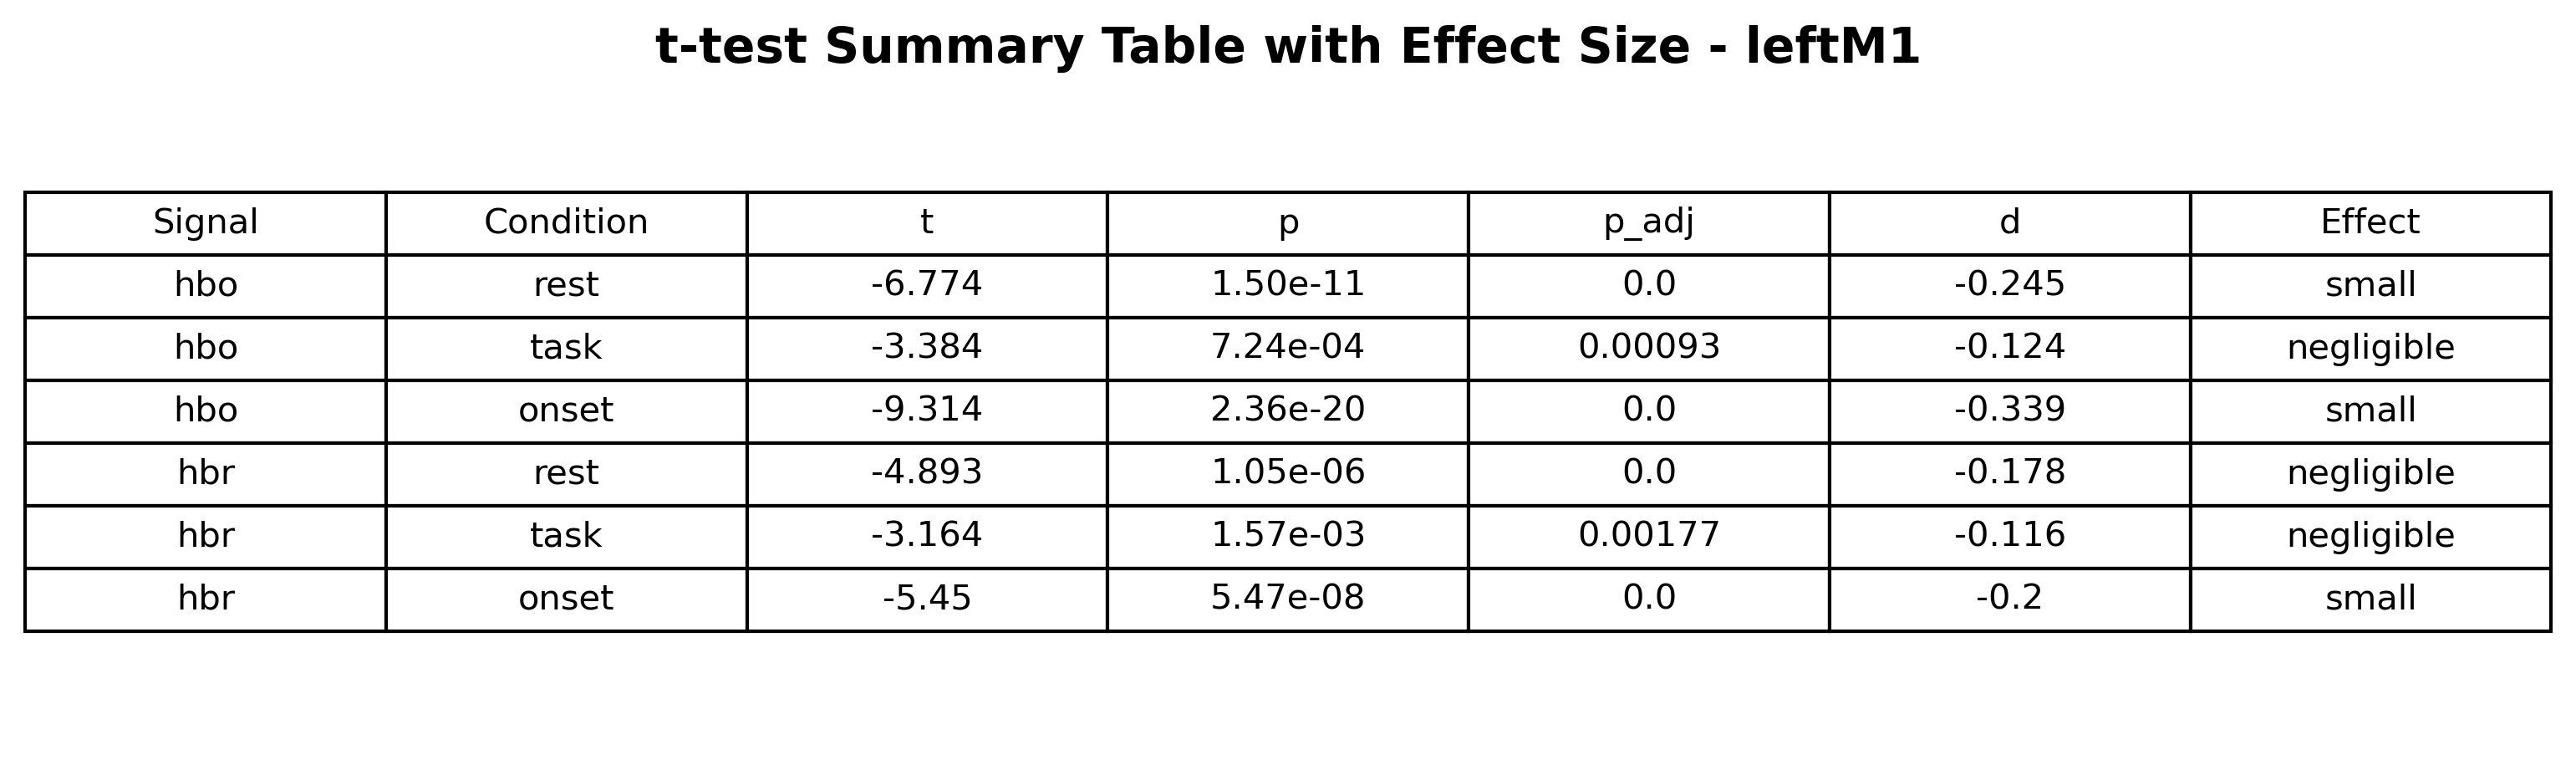 t-test Summary Table with Effect Size - leftM1
Signal Condition t p p_adj d Effect
hbo rest -6.774 1.50e-11 0.0 -0.245 small
hbo task -3.384 7.24e-04 0.00093 -0.124 negligible
hbo onset -9.314 2.36e-20 0.0 -0.339 small
hbr rest -4.893 1.05e-06 0.0 -0.178 negligible
hbr task -3.164 1.57e-03 0.00177 -0.116 negligible
hbr onset -5.45 5.47e-08 0.0 -0.2 small